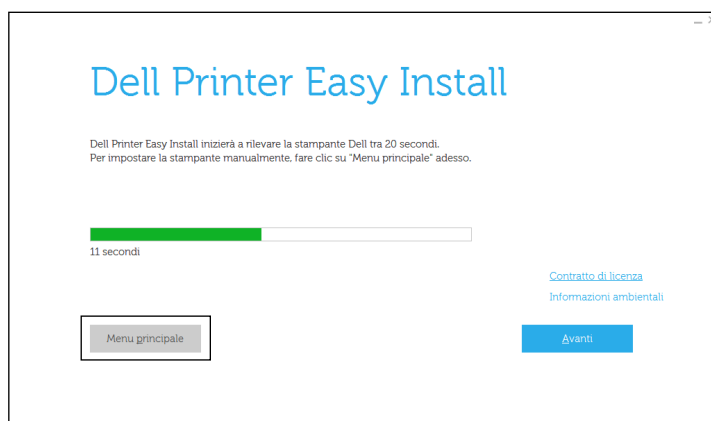 Dell Printer Easy Install
Dell Printer Easy Install inizierà a rilevare la stampante Dell tra 20 secondi.
Per impostare la stampante manualmente, fare clic su "Menu principale" adesso.
11 secondi
Contratto di licenza
Informazioni ambientali
Menu principale
Avanti